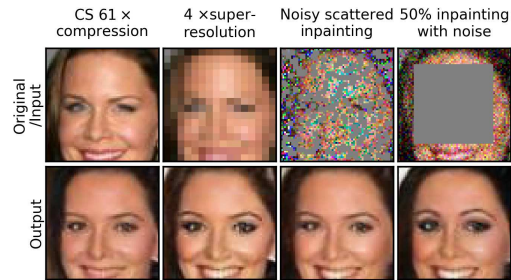 CS 61 ×
compression
4 ×super-
resolution
Noisy scattered
inpainting
50% inpainting
with noise
Original
/Input
Output